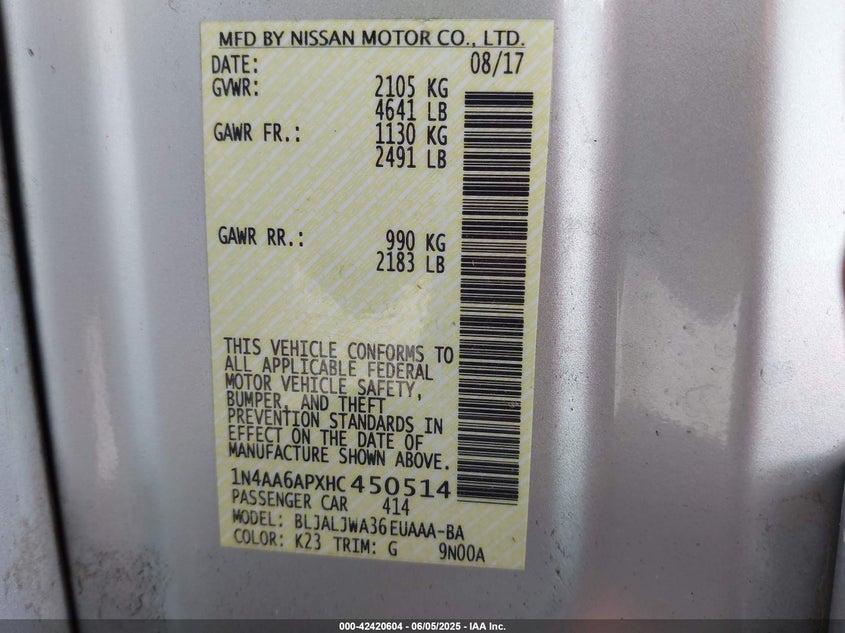 MFD BY NISSAN MOTOR CO., LTD.
DATE: 08/17
GVWR: 2105 KG
4641 LB
GAWR FR.: 1130 KG
2491 LB
GAWR RR.: 990 KG
2183 LB
THIS VEHICLE CONFORMS TO
ALL APPLICABLE FEDERAL
MOTOR VEHICLE SAFETY,
BUMPER, AND THEFT
PREVENTION STANDARDS IN
EFFECT ON THE DATE OF
MANUFACTURE SHOWN ABOVE.
1N4AA6APXHC450514
PASSENGER CAR 414
MODEL: BLJALJWA36EUAAA-BA
COLOR: K23 TRIM: G 9N00A
000-42420604 - 06/05/2025 - IAA Inc.